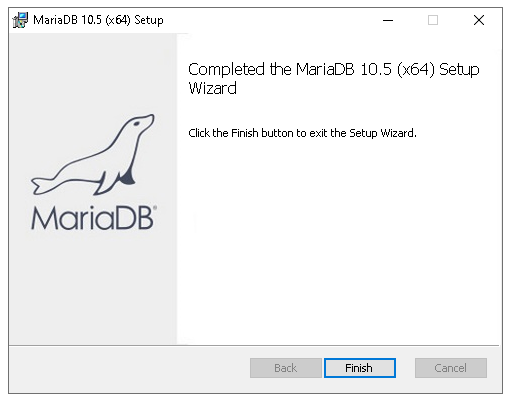 MariaDB 10.5 (x64) Setup
Completed the MariaDB 10.5 (x64) Setup
Wizard
Click the Finish button to exit the Setup Wizard.
MariaDB®
Back
Finish
Cancel